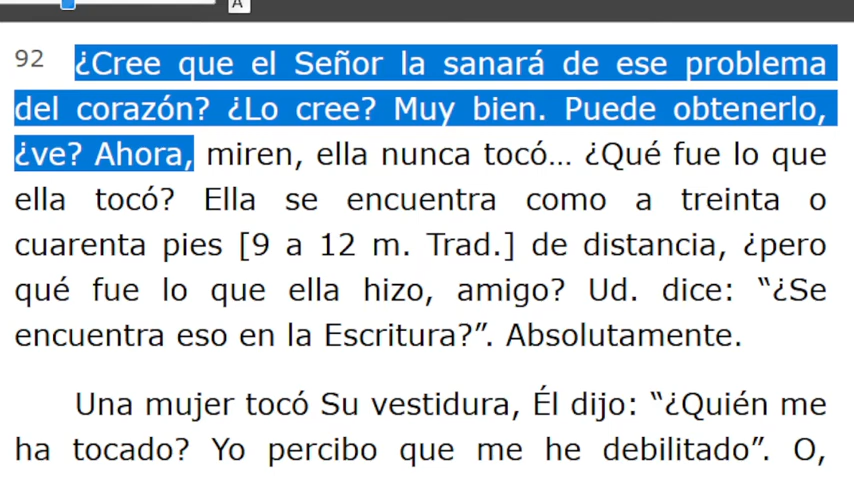 A
92 ¿Cree que el Señor la sanará de ese problema
del corazón? ¿Lo cree? Muy bien. Puede obtenerlo,
¿ve? Ahora, miren, ella nunca tocó... ¿Qué fue lo que
ella tocó? Ella se encuentra como a treinta o
cuarenta pies [9 a 12 m. Trad.] de distancia, ¿pero
qué fue lo que ella hizo, amigo? Ud. dice: “¿Se
encuentra eso en la Escritura?”. Absolutamente.
Una mujer tocó Su vestidura, Él dijo: “¿Quién me
ha tocado? Yo percibo que me he debilitado”. O,